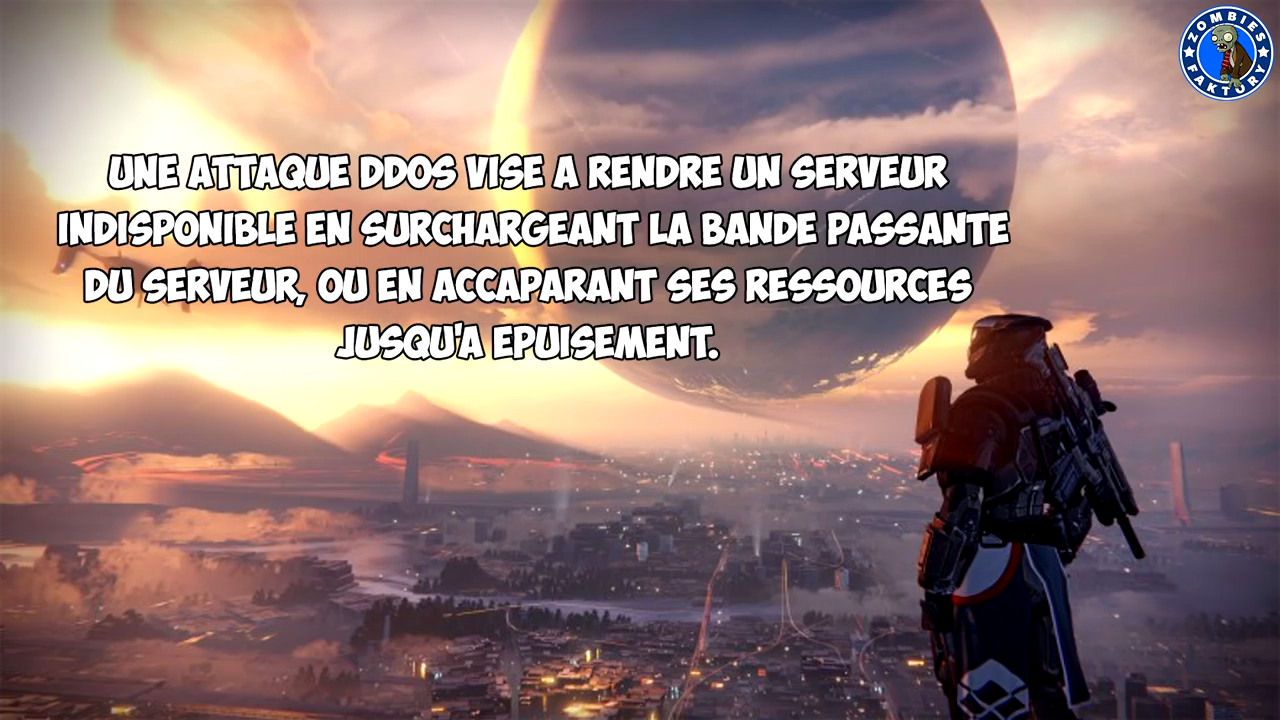 UNE ATTAQUE DDOS VISE A RENDRE UN SERVEUR
INDISPONIBLE EN SURCHARGEANT LA BANDE PASSANTE
DU SERVEUR, OU EN ACCAPARANT SES RESSOURCES
JUSQU'A EPUISEMENT.
ZOMBIES
FAKTORY